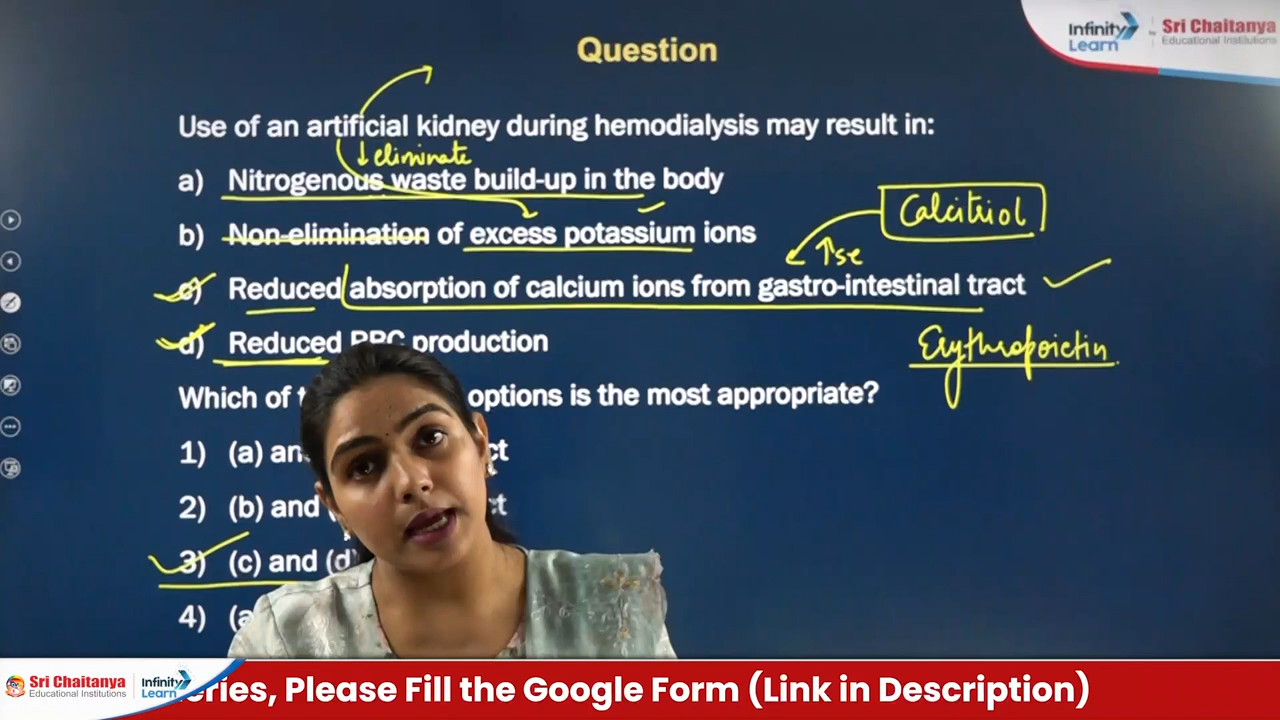 Infinity Learn by Sri Chaitanya Educational Institutions
Question
Use of an artificial kidney during hemodialysis may result in:
↓ eliminate
a) Nitrogenous waste build-up in the body
Calcitriol
b) Non-elimination of excess potassium ions
↑se
c) Reduced absorption of calcium ions from gastro-intestinal tract
d) Reduced RBC production
Erythropoietin
Which of options is the most appropriate?
1) (a) and
2) (b) and
3) (c) and (d)
4) (a
Sri Chaitanya Educational Institutions Infinity Learn
eries, Please Fill the Google Form (Link in Description)